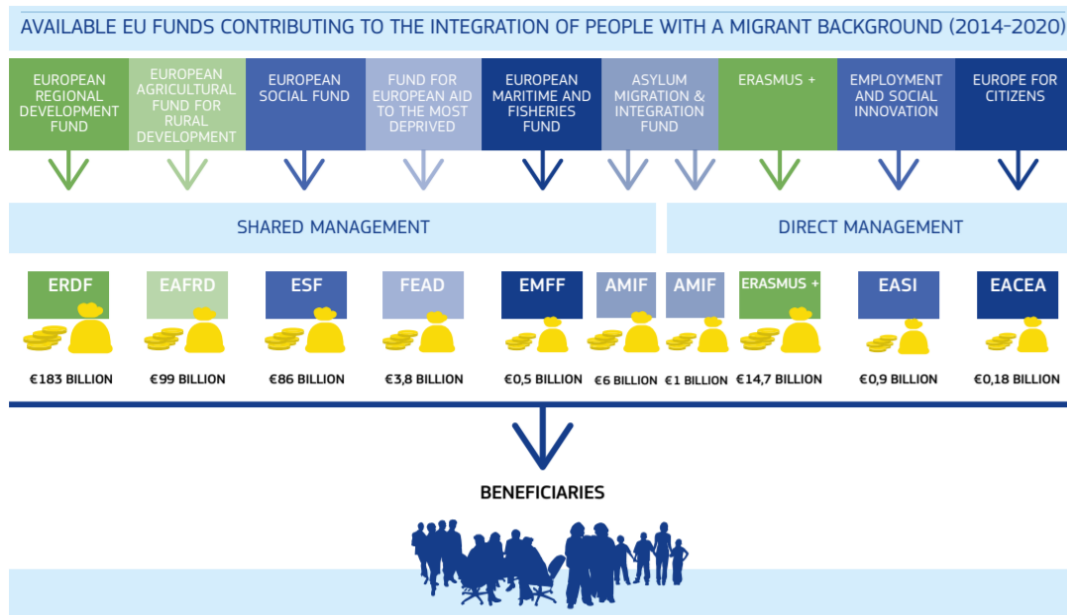 AVAILABLE EU FUNDS CONTRIBUTING TO THE INTEGRATION OF PEOPLE WITH A MIGRANT BACKGROUND (2014-2020)
EUROPEAN
REGIONAL
DEVELOPMENT
FUND
EUROPEAN
AGRICULTURAL
FUND FOR
RURAL
DEVELOPMENT
EUROPEAN
SOCIAL FUND
FUND FOR
EUROPEAN AID
TO THE MOST
DEPRIVED
EUROPEAN
MARITIME AND
FISHERIES
FUND
ASYLUM
MIGRATION &
INTEGRATION
FUND
ERASMUS +
EMPLOYMENT
AND SOCIAL
INNOVATION
EUROPE FOR
CITIZENS
SHARED MANAGEMENT
DIRECT MANAGEMENT
ERDF
EAFRD
ESF
FEAD
EMFF
AMIF
AMIF
ERASMUS +
EASI
EACEA
€183 BILLION
€99 BILLION
€86 BILLION
€3,8 BILLION
€0,5 BILLION
€6 BILLION
€1 BILLION
€14,7 BILLION
€0,9 BILLION
€0,18 BILLION
BENEFICIARIES